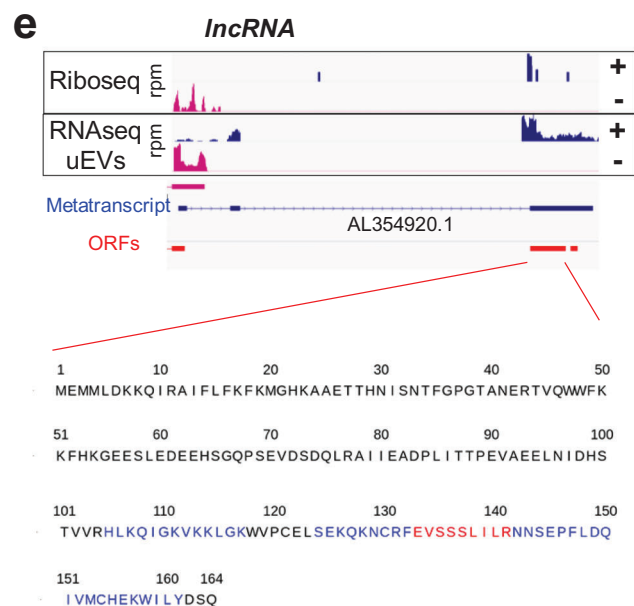 e
lncRNA
Riboseq rpm +
-
RNAseq rpm +
uEVs -
Metatranscript
AL354920.1
ORFs
1 10 20 30 40 50
MEMMLDKKQIRAIFLFKFKMGHKAAETTHNISNTFGPGTANERTVQWWFK
51 60 70 80 90 100
KFHKGEESLEDEEHSGQPSEVDSDQLRAIIEADPLITTPEVAEELNIDHS
101 110 120 130 140 150
TVVRHLKQIGKVKKLGKWVPCELSEKQKNCRFEVSSSLILRNNSEPFLDQ
151 160 164
IVMCHEKWILYDSQ